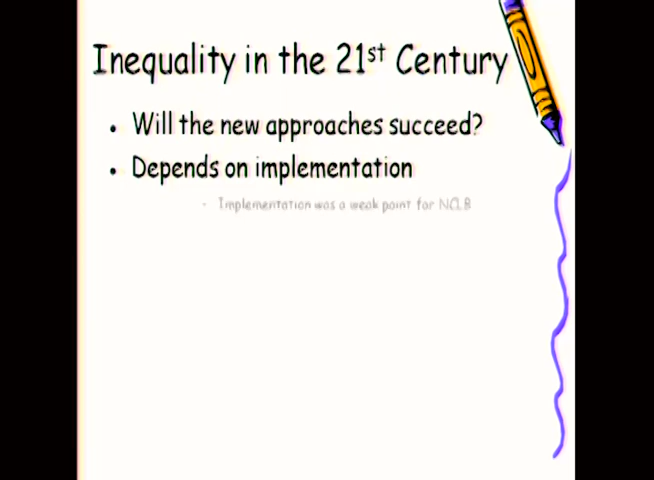 Inequality in the 21st Century
• Will the new approaches succeed?
• Depends on implementation
- Implementation was a weak point for NCLB